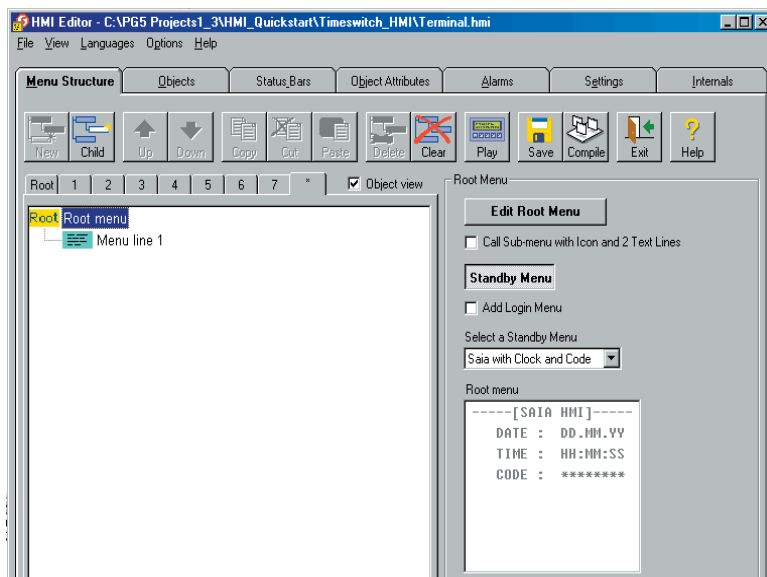 HMI Editor - C:\PG5 Projects1_3\HMI_Quickstart\Timeswitch_HMI\Terminal.hmi
File View Languages Options Help
Menu Structure Objects Status Bars Object Attributes Alarms Settings Internals
New Child Up Down Copy Cut Paste Delete Clear Play Save Compile Exit Help
Root 1 2 3 4 5 6 7 * Object view
Root Root menu
Menu line 1
Root Menu
Edit Root Menu
Call Sub-menu with Icon and 2 Text Lines
Standby Menu
Add Login Menu
Select a Standby Menu
Saia with Clock and Code
Root menu
-----[SAIA HMI]-----
DATE : DD.MM.YY
TIME : HH:MM:SS
CODE : ********